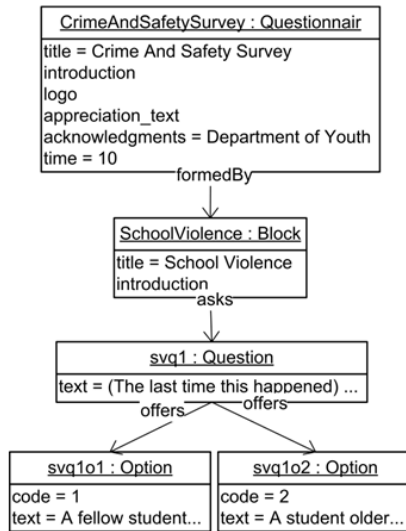 CrimeAndSafetySurvey : Questionnair
title = Crime And Safety Survey
introduction
logo
appreciation_text
acknowledgments = Department of Youth
time = 10
formedBy
SchoolViolence : Block
title = School Violence
introduction
asks
svq1 : Question
text = (The last time this happened) ...
offers
offers
svq1o1 : Option
code = 1
text = A fellow student...
svq1o2 : Option
code = 2
text = A student older...